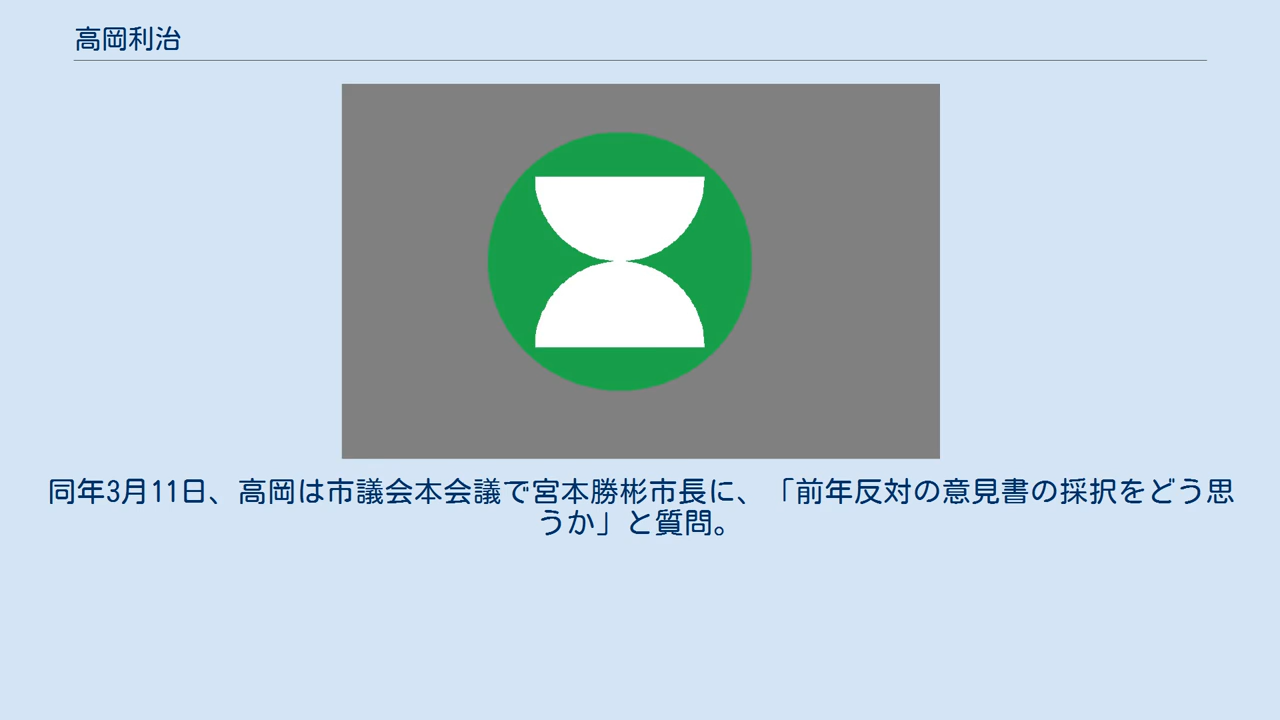 高岡利治
同年3月11日、高岡は市議会本会議で宮本勝彬市長に、「前年反対の意見書の採択をどう思
うか」と質問。